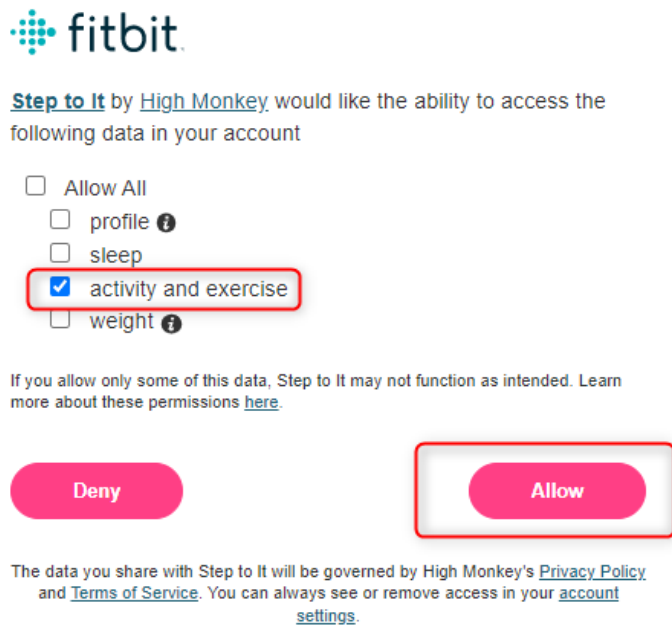 fitbit.
Step to It by High Monkey would like the ability to access the
following data in your account
Allow All
profile
sleep
activity and exercise
weight
If you allow only some of this data, Step to It may not function as intended. Learn
more about these permissions here.
Deny Allow
The data you share with Step to It will be governed by High Monkey's Privacy Policy
and Terms of Service. You can always see or remove access in your account
settings.